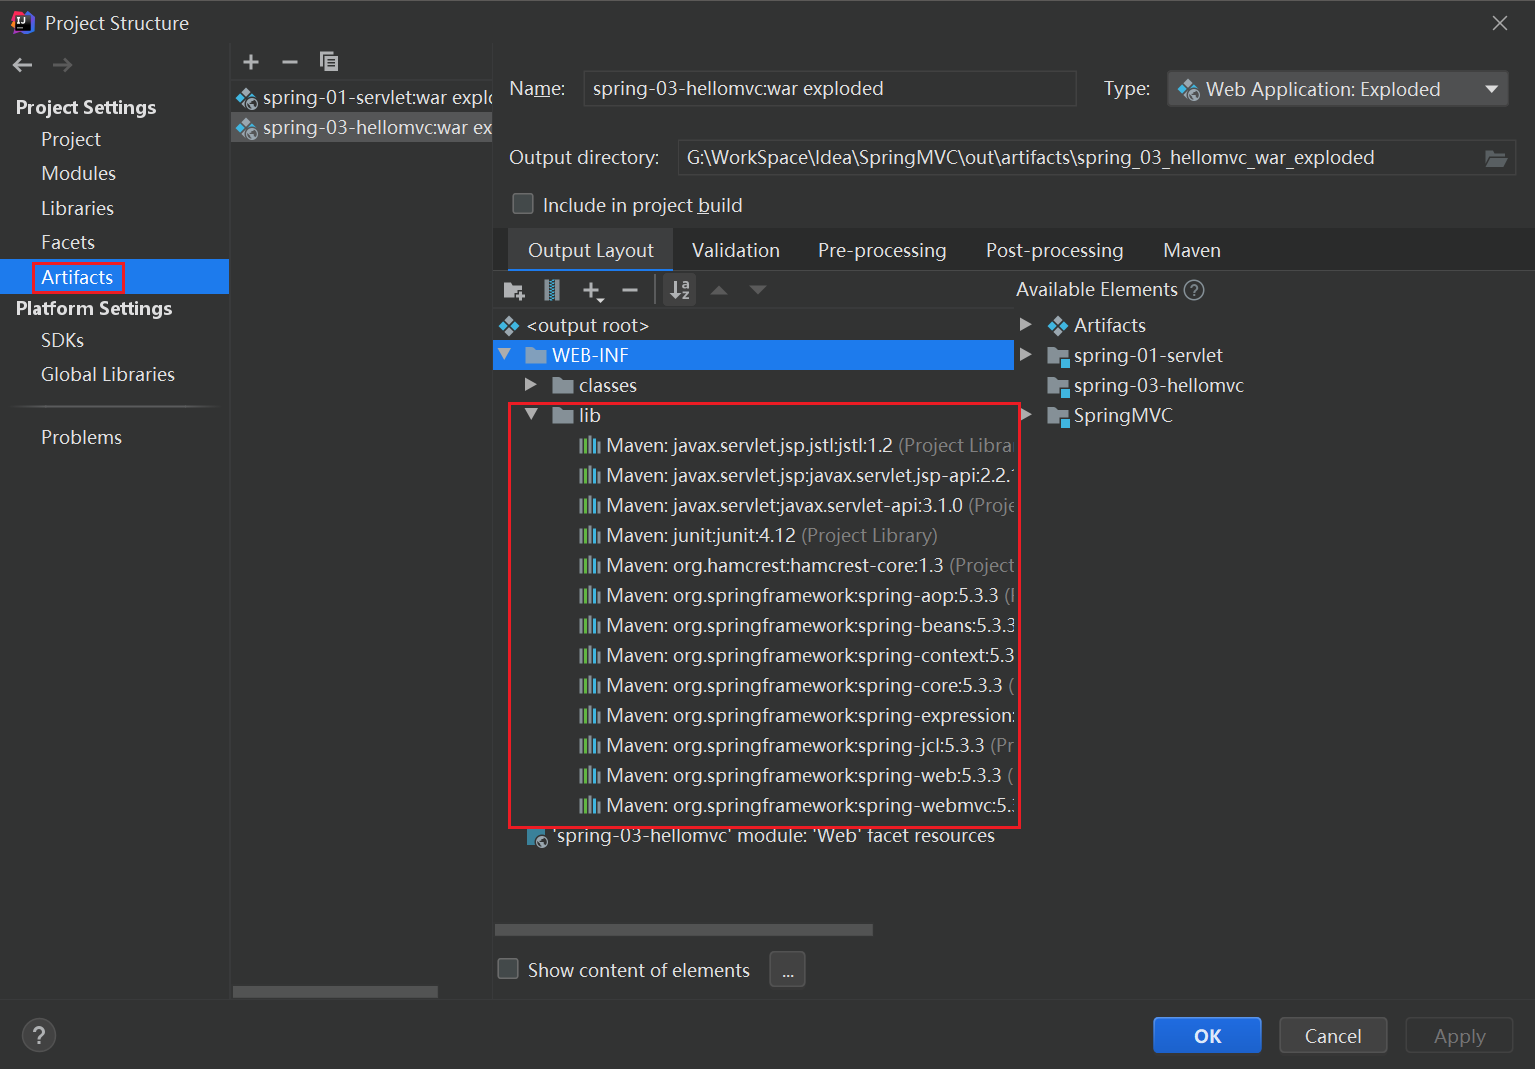 Project Structure
Project Settings
Project
Modules
Libraries
Facets
Artifacts
Platform Settings
SDKs
Global Libraries
Problems
spring-01-servlet:war explo
spring-03-hellomvc:war ex
Name: spring-03-hellomvc:war exploded
Type: Web Application: Exploded
Output directory: G:\WorkSpace\Idea\SpringMVC\out\artifacts\spring_03_hellomvc_war_exploded
Include in project build
Output Layout Validation Pre-processing Post-processing Maven
<output root>
WEB-INF
classes
lib
Maven: javax.servlet.jsp.jstl:jstl:1.2 (Project Libra
Maven: javax.servlet.jsp:javax.servlet.jsp-api:2.2.
Maven: javax.servlet:javax.servlet-api:3.1.0 (Proje
Maven: junit:junit:4.12 (Project Library)
Maven: org.hamcrest:hamcrest-core:1.3 (Project
Maven: org.springframework:spring-aop:5.3.3 (
Maven: org.springframework:spring-beans:5.3.3
Maven: org.springframework:spring-context:5.3
Maven: org.springframework:spring-core:5.3.3 (
Maven: org.springframework:spring-expression:
Maven: org.springframework:spring-jcl:5.3.3 (Pr
Maven: org.springframework:spring-web:5.3.3 (
Maven: org.springframework:spring-webmvc:5.
'spring-03-hellomvc' module: 'Web' facet resources
Available Elements ?
Artifacts
spring-01-servlet
spring-03-hellomvc
SpringMVC
Show content of elements ...
? OK Cancel Apply